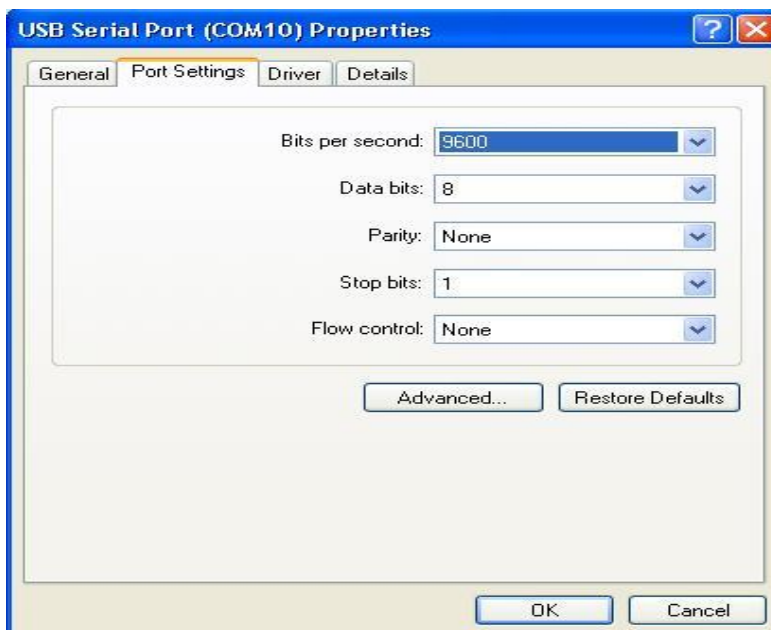 USB Serial Port (COM10) Properties
General Port Settings Driver Details
Bits per second: 9600
Data bits: 8
Parity: None
Stop bits: 1
Flow control: None
Advanced... Restore Defaults
OK Cancel